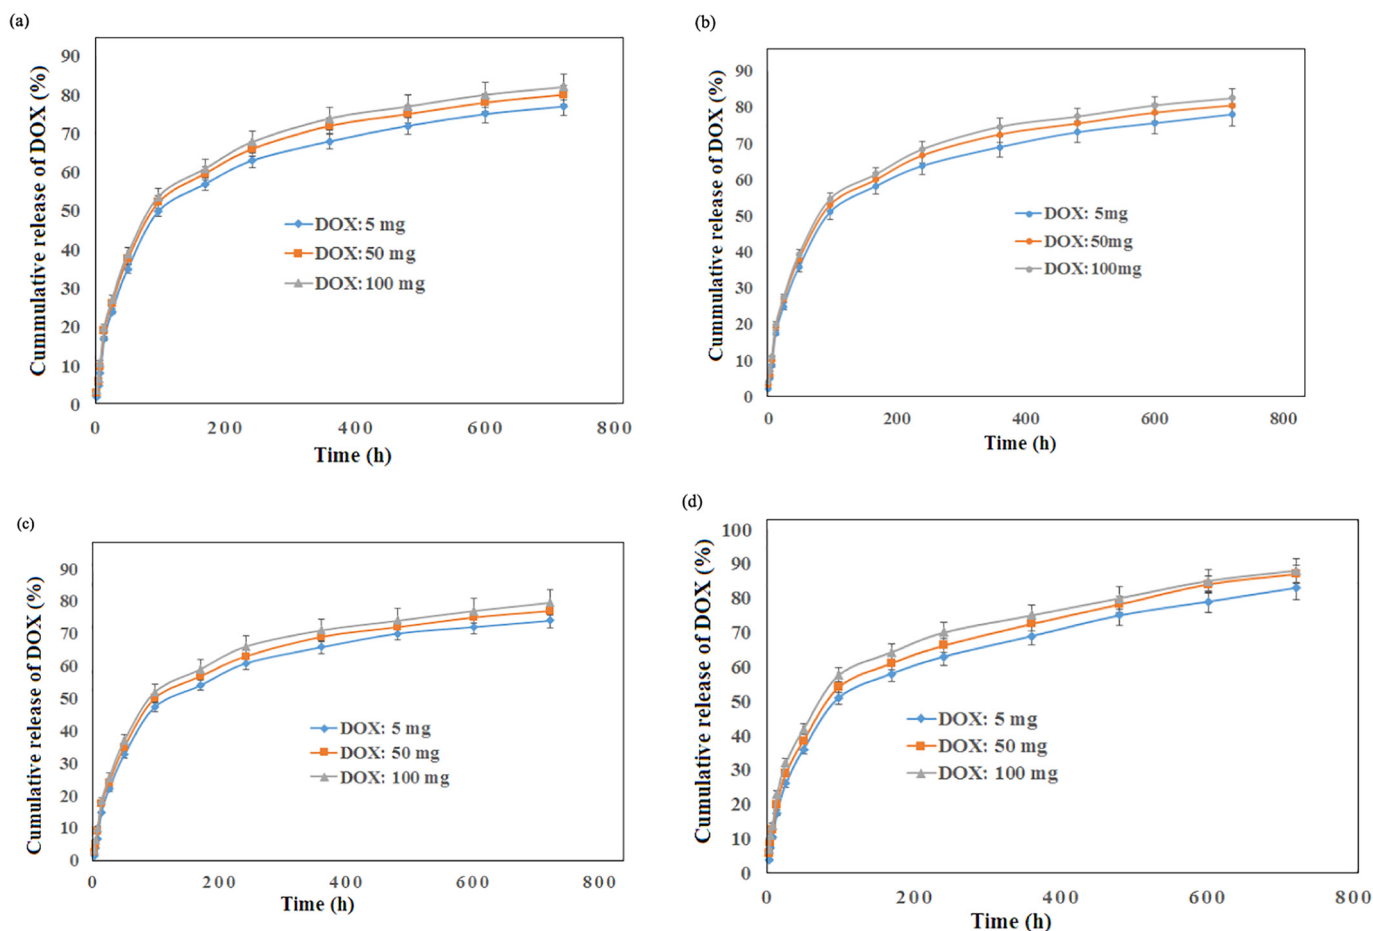 (a)
Cummulative release of DOX (%)
90
80
70
60
50
40
30
20
10
0
0 200 400 600 800
Time (h)
DOX: 5 mg
DOX: 50 mg
DOX: 100 mg
(b)
Cummulative release of DOX (%)
90
80
70
60
50
40
30
20
10
0
0 200 400 600 800
Time (h)
DOX: 5mg
DOX: 50mg
DOX: 100mg
(c)
Cumulative release of DOX (%)
90
80
70
60
50
40
30
20
10
0
0 200 400 600 800
Time (h)
DOX: 5 mg
DOX: 50 mg
DOX: 100 mg
(d)
Cumulative release of DOX (%)
100
90
80
70
60
50
40
30
20
10
0
0 200 400 600 800
Time (h)
DOX: 5 mg
DOX: 50 mg
DOX: 100 mg